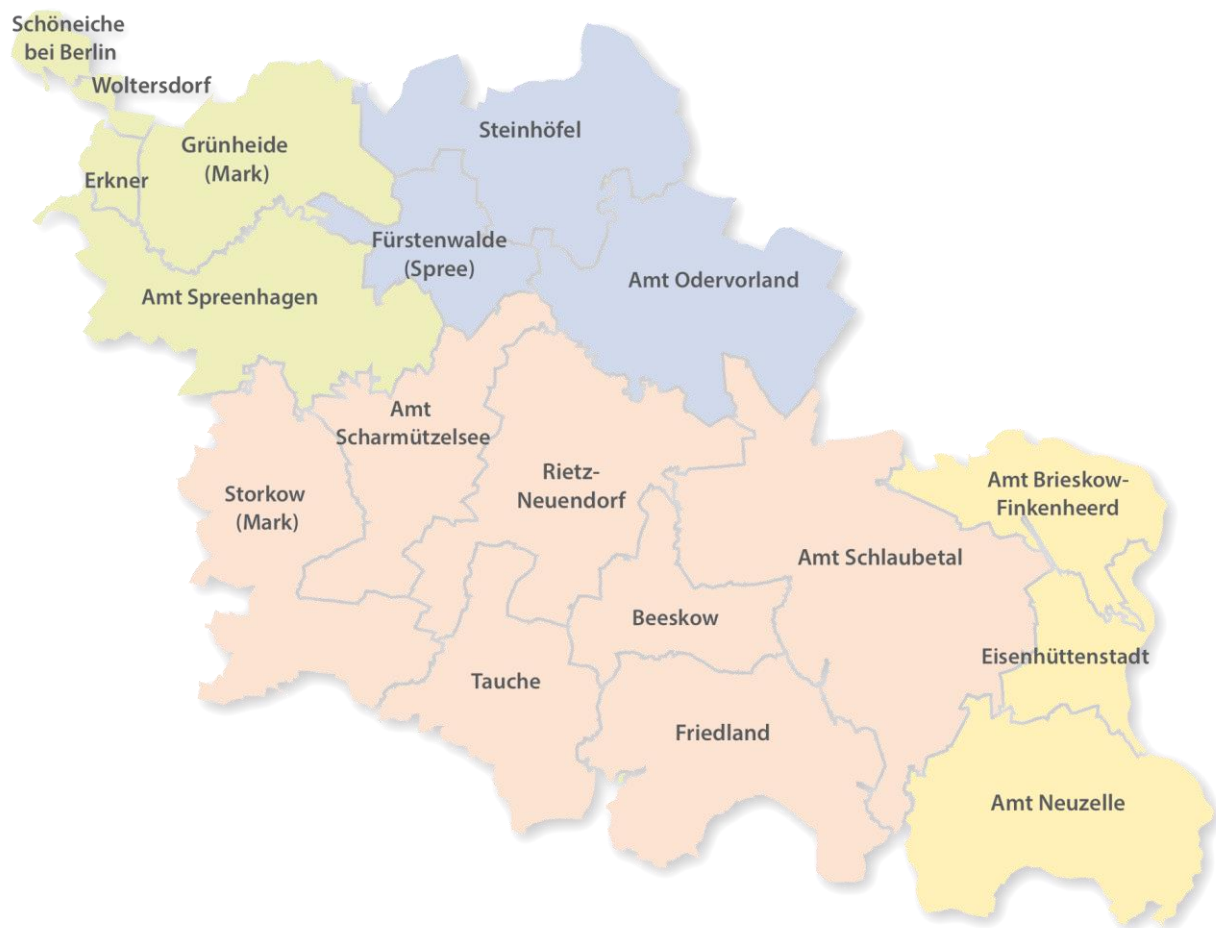 Schöneiche
bei Berlin
Woltersdorf
Grünheide
(Mark)
Erkner
Steinhöfel
Fürstenwalde
(Spree)
Amt Odervorland
Amt Spreenhagen
Amt
Scharmützelsee
Storkow
(Mark)
Rietz-
Neuendorf
Amt Brieskow-
Finkenheerd
Amt Schlaubetal
Beeskow
Eisenhüttenstadt
Tauche
Friedland
Amt Neuzelle